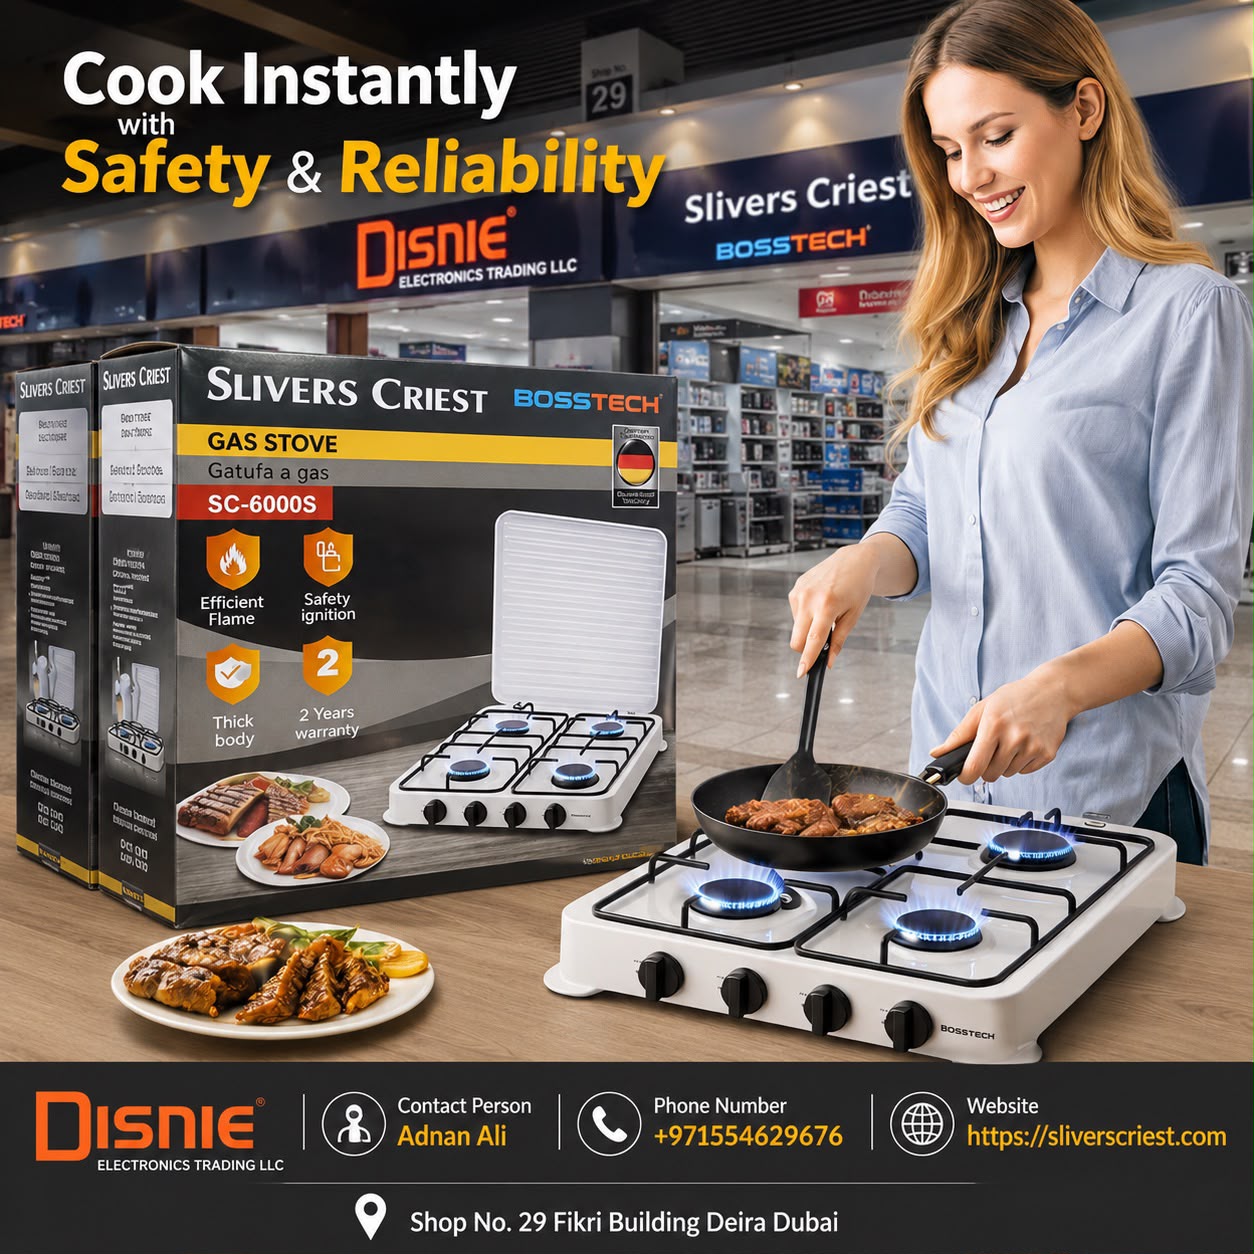 Cook Instantly
with
Safety & Reliability
Shop No.
29
DISNIE®
ELECTRONICS TRADING LLC
Slivers Criest
BOSSTECH
TECH
SLIVERS CRIEST
SLIVERS CRIEST
SLIVERS CRIEST
BOSSTECH
GAS STOVE
Gatufa a gas
SC-6000S
Efficient
Flame
Safety
ignition
Thick
body
2
2 Years
warranty
BOSSTECH
DISNIE®
ELECTRONICS TRADING LLC
Contact Person
Adnan Ali
Phone Number
+971554629676
Website
https://sliverscriest.com
Shop No. 29 Fikri Building Deira Dubai